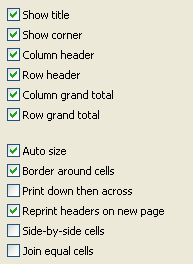 Show title
Show corner
Column header
Row header
Column grand total
Row grand total
Auto size
Border around cells
Print down then across
Reprint headers on new page
Side-by-side cells
Join equal cells